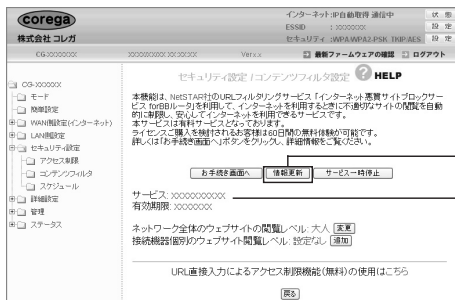 corega
株式会社 コレガ
インターネット:IP自動取得 通信中
状 態
ESSID : XXXXXXXX
設 定
セキュリティ :WPA/WPA2-PSK TKIP/AES
設 定
CG-XXXXXXX
XX:XX:XX:XX:XX:XX
Ver.x.x
最新ファームウェアの確認
ログアウト
CG-XXXXXX
モード
簡単設定
WAN側設定(インターネット)
LAN側設定
セキュリティ設定
アクセス制限
コンテンツフィルタ
スケジュール
詳細設定
管理
ステータス
セキュリティ設定 / コンテンツフィルタ設定 ? HELP
本機能は、NetSTAR社のURLフィルタリングサービス「インターネット悪質サイトブロックサー
ビス forBBルータ」を利用して、インターネットを利用するときに不適切なサイトの閲覧を自動
的に制限し、安心してインターネットを利用できるサービスです。
本サービスは有料サービスとなっております。
ライセンスご購入を検討されるお客様は60日間の無料体験が可能です。
詳しくは「お手続き画面へ」ボタンをクリックし、詳細情報をご覧ください。
お手続き画面へ
情報更新
サービス一時停止
サービス: XXXXXXXXXX
有効期限: XXXXXXX
ネットワーク全体のウェブサイトの閲覧レベル: 大人 変更
接続機器個別のウェブサイト閲覧レベル: 設定なし 追加
URL直接入力によるアクセス制限機能(無料)の使用はこちら
戻る